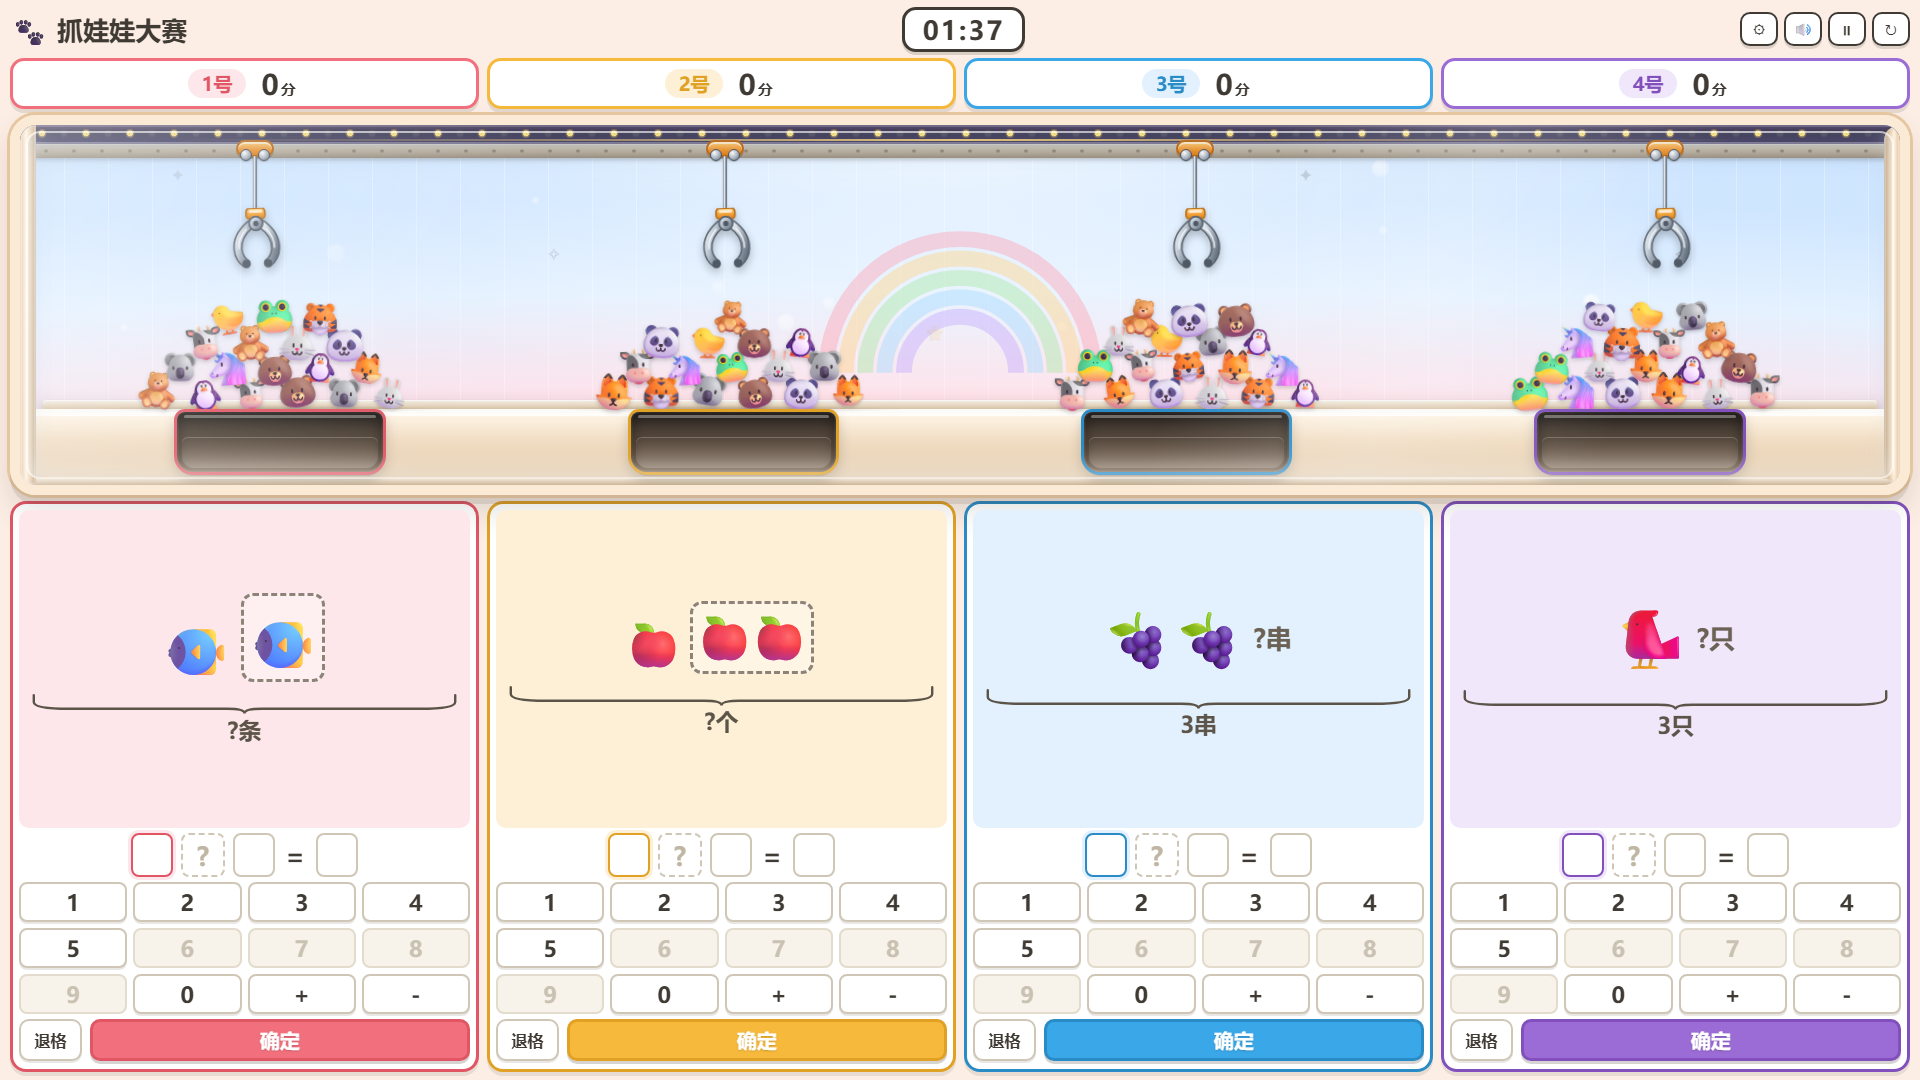 抓娃娃大赛
01:37
1号 0分
2号 0分
3号 0分
4号 0分
?条
?个
?串
3串
?只
3只
? =
? =
? =
? =
1 2 3 4
5 6 7 8
9 0 + -
退格 确定
1 2 3 4
5 6 7 8
9 0 + -
退格 确定
1 2 3 4
5 6 7 8
9 0 + -
退格 确定
1 2 3 4
5 6 7 8
9 0 + -
退格 确定